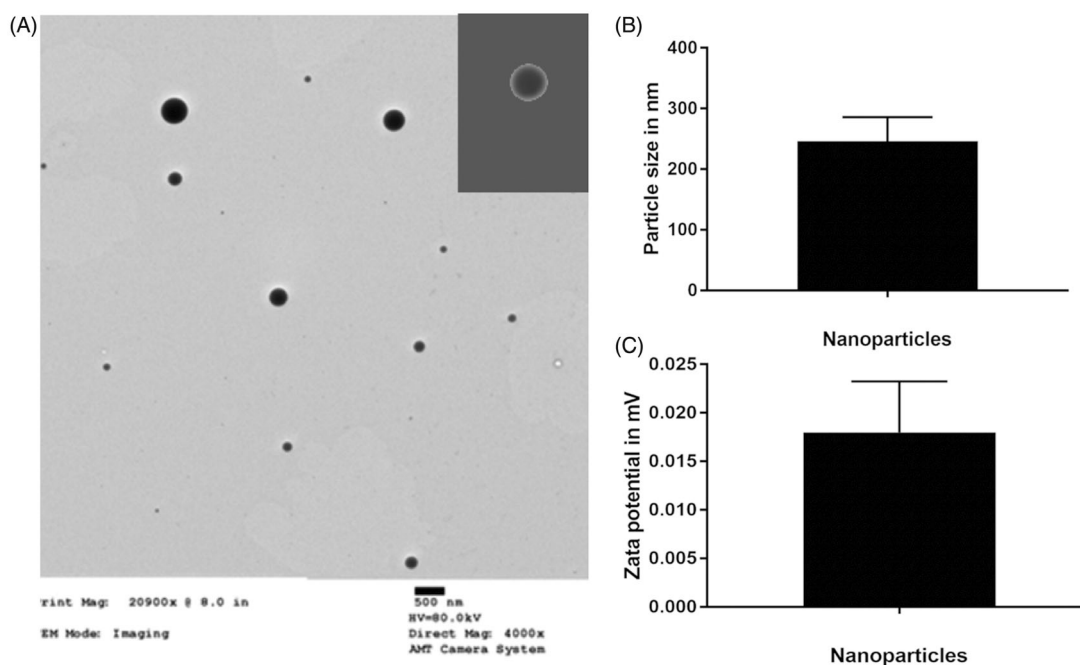 (A)
rint Mag: 20900x @ 8.0 in
EM Mode: Imaging
500 nm
HV=80.0kV
Direct Mag: 4000x
AMT Camera System
(B)
Particle size in nm
400
300
200
100
0
Nanoparticles
(C)
Zata potential in mV
0.025
0.020
0.015
0.010
0.005
0.000
Nanoparticles